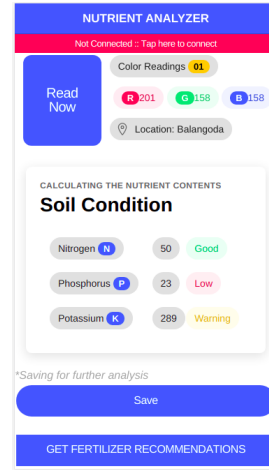 NUTRIENT ANALYZER
Not Connected :: Tap here to connect
Read
Now
Color Readings 01
R 201 G 158 B 158
Location: Balangoda
CALCULATING THE NUTRIENT CONTENTS
Soil Condition
Nitrogen N 50 Good
Phosphorus P 23 Low
Potassium K 289 Warning
*Saving for further analysis
Save
GET FERTILIZER RECOMMENDATIONS